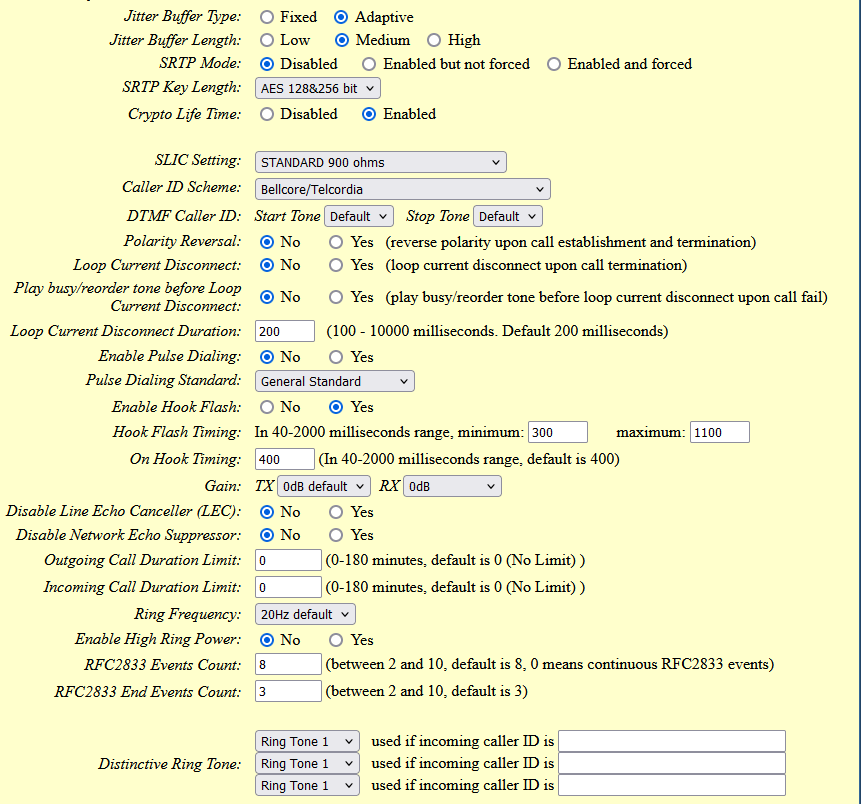 Jitter Buffer Type: Fixed Adaptive
Jitter Buffer Length: Low Medium High
SRTP Mode: Disabled Enabled but not forced Enabled and forced
SRTP Key Length: AES 128&256 bit
Crypto Life Time: Disabled Enabled
SLIC Setting: STANDARD 900 ohms
Caller ID Scheme: Bellcore/Telcordia
DTMF Caller ID: Start Tone Default Stop Tone Default
Polarity Reversal: No Yes (reverse polarity upon call establishment and termination)
Loop Current Disconnect: No Yes (loop current disconnect upon call termination)
Play busy/reorder tone before Loop
Current Disconnect: No Yes (play busy/reorder tone before loop current disconnect upon call fail)
Loop Current Disconnect Duration: 200 (100 - 10000 milliseconds. Default 200 milliseconds)
Enable Pulse Dialing: No Yes
Pulse Dialing Standard: General Standard
Enable Hook Flash: No Yes
Hook Flash Timing: In 40-2000 milliseconds range, minimum: 300 maximum: 1100
On Hook Timing: 400 (In 40-2000 milliseconds range, default is 400)
Gain: TX 0dB default RX 0dB
Disable Line Echo Canceller (LEC): No Yes
Disable Network Echo Suppressor: No Yes
Outgoing Call Duration Limit: 0 (0-180 minutes, default is 0 (No Limit) )
Incoming Call Duration Limit: 0 (0-180 minutes, default is 0 (No Limit) )
Ring Frequency: 20Hz default
Enable High Ring Power: No Yes
RFC2833 Events Count: 8 (between 2 and 10, default is 8, 0 means continuous RFC2833 events)
RFC2833 End Events Count: 3 (between 2 and 10, default is 3)
Ring Tone 1 used if incoming caller ID is
Distinctive Ring Tone: Ring Tone 1 used if incoming caller ID is
Ring Tone 1 used if incoming caller ID is